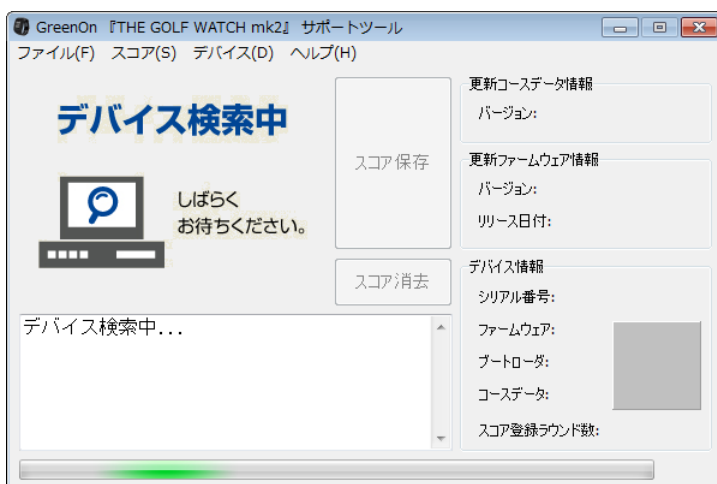 GreenOn 『THE GOLF WATCH mk2』 サポートツール
ファイル(F) スコア(S) デバイス(D) ヘルプ(H)
デバイス検索中
しばらく
お待ちください。
デバイス検索中...
スコア保存
スコア消去
更新コースデータ情報
バージョン:
更新ファームウェア情報
バージョン:
リリース日付:
デバイス情報
シリアル番号:
ファームウェア:
ブートローダ:
コースデータ:
スコア登録ラウンド数: